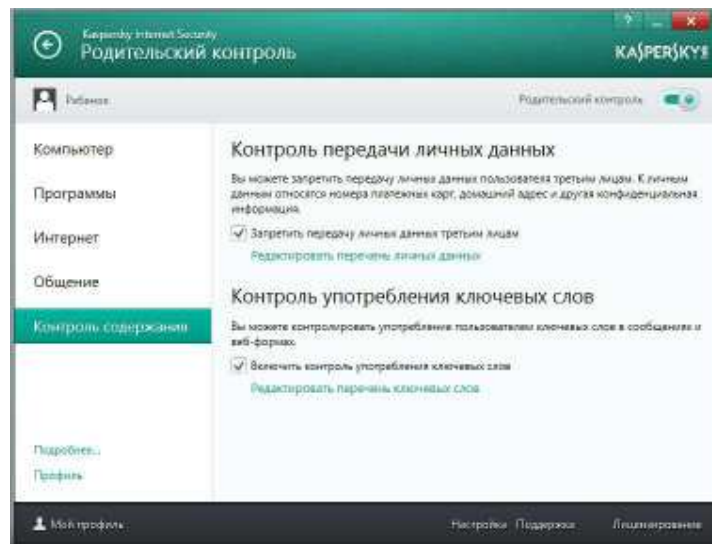 Kaspersky Internet Security
Родительский контроль
KASPERSKY
Ребенок
Родительский контроль
Компьютер
Программы
Интернет
Общение
Контроль содержания
Подробнее...
Профиль
Контроль передачи личных данных
Вы можете запретить передачу личных данных пользователя третьим лицам. К личным
данным относятся номера платежных карт, домашний адрес и другая конфиденциальная
информация.
Запретить передачу личных данных третьим лицам
Редактировать перечень личных данных
Контроль употребления ключевых слов
Вы можете контролировать употребление пользователем ключевых слов в сообщениях и
веб-формах.
Включить контроль употребления ключевых слов
Редактировать перечень ключевых слов
Мой профиль
Настройка Поддержка Лицензирование